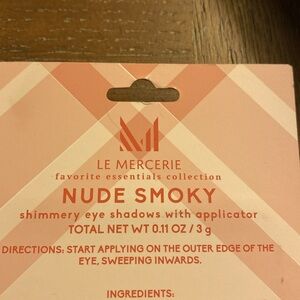 LE MERCERIE
favorite essentials collection
NUDE SMOKY
shimmery eye shadows with applicator
TOTAL NET WT 0.11 OZ / 3 g
DIRECTIONS: START APPLYING ON THE OUTER EDGE OF THE
EYE, SWEEPING INWARDS.
INGREDIENTS: